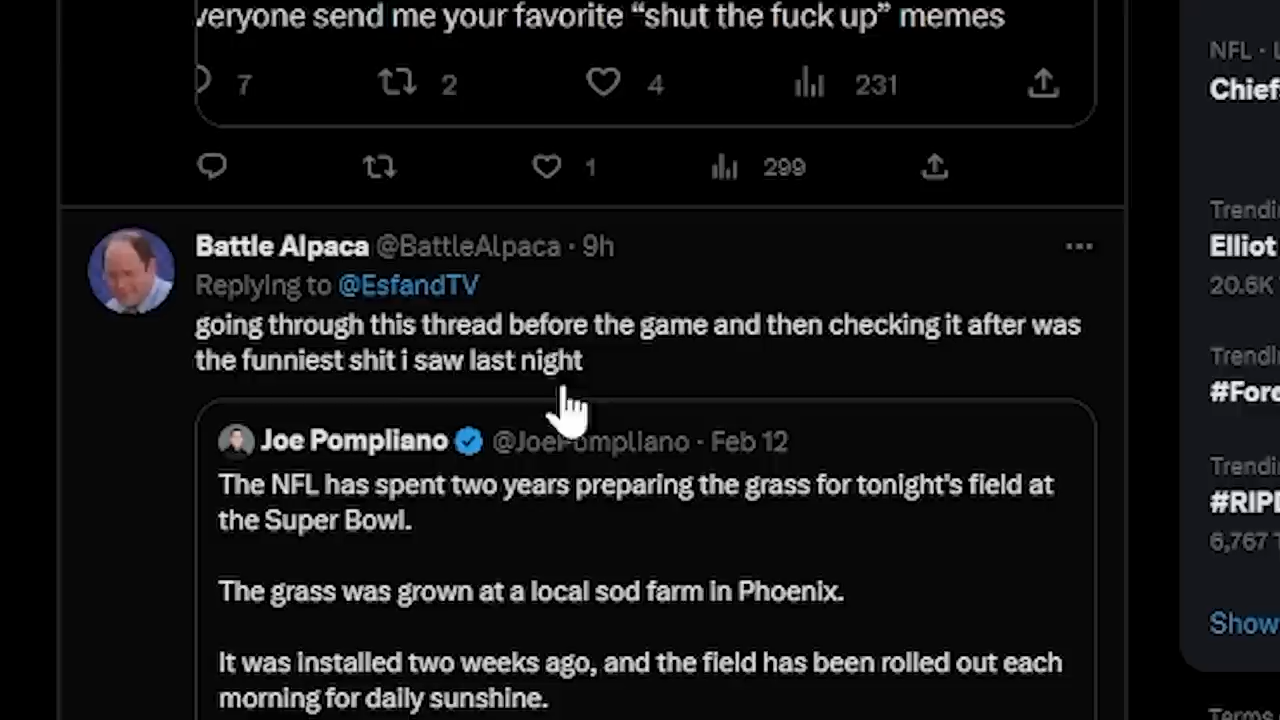 veryone send me your favorite “shut the fuck up” memes
7 2 4 231
1 299
Battle Alpaca @BattleAlpaca · 9h
Replying to @EsfandTV
going through this thread before the game and then checking it after was
the funniest shit i saw last night
Joe Pompliano @JoePompliano · Feb 12
The NFL has spent two years preparing the grass for tonight's field at
the Super Bowl.
The grass was grown at a local sod farm in Phoenix.
It was installed two weeks ago, and the field has been rolled out each
morning for daily sunshine.
NFL ·
Chief
Trendi
Elliot
20.6K
Trendi
#Forc
Trendi
#RIP
6,767 T
Show
Terms